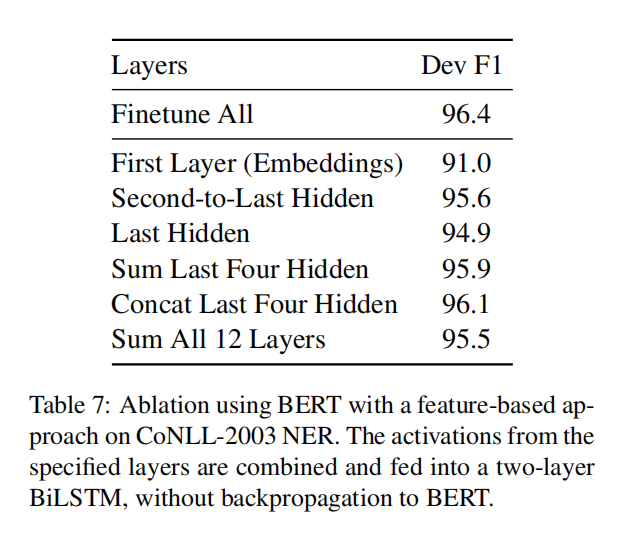 Layers Dev F1
Finetune All 96.4
First Layer (Embeddings) 91.0
Second-to-Last Hidden 95.6
Last Hidden 94.9
Sum Last Four Hidden 95.9
Concat Last Four Hidden 96.1
Sum All 12 Layers 95.5
Table 7: Ablation using BERT with a feature-based ap-
proach on CoNLL-2003 NER. The activations from the
specified layers are combined and fed into a two-layer
BiLSTM, without backpropagation to BERT.